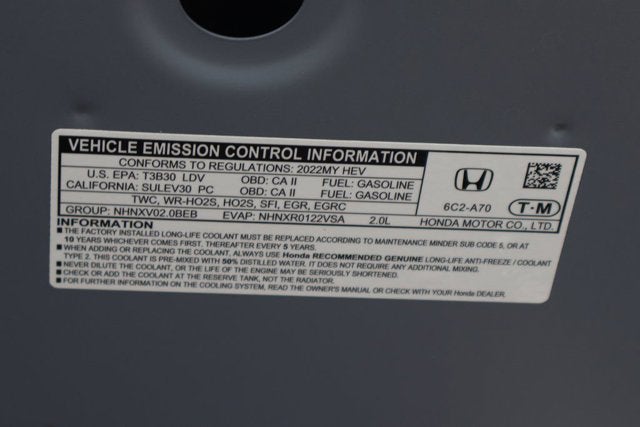 VEHICLE EMISSION CONTROL INFORMATION
CONFORMS TO REGULATIONS: 2022MY HEV
U.S. EPA: T3B30 LDV OBD: CA II FUEL: GASOLINE
CALIFORNIA: SULEV30 PC OBD: CA II FUEL: GASOLINE
TWC, WR-HO2S, HO2S, SFI, EGR, EGRC
GROUP: NHNXV02.0BEB EVAP: NHNXR0122VSA 2.0L
6C2-A70 T·M
HONDA MOTOR CO., LTD.
INFORMATION
■ THE FACTORY INSTALLED LONG-LIFE COOLANT MUST BE REPLACED ACCORDING TO MAINTENANCE MINDER SUB CODE 5, OR AT
10 YEARS WHICHEVER COMES FIRST, THEREAFTER EVERY 5 YEARS.
■ WHEN ADDING OR REPLACING THE COOLANT, ALWAYS USE Honda RECOMMENDED GENUINE LONG-LIFE ANTI-FREEZE / COOLANT
TYPE 2. THIS COOLANT IS PRE-MIXED WITH 50% DISTILLED WATER. IT DOES NOT REQUIRE ANY ADDITIONAL MIXING.
■ NEVER DILUTE THE COOLANT, OR THE LIFE OF THE ENGINE MAY BE SERIOUSLY SHORTENED.
■ CHECK OR ADD THE COOLANT AT THE RESERVE TANK, NOT THE RADIATOR.
■ FOR FURTHER INFORMATION ON THE COOLING SYSTEM, READ THE OWNER'S MANUAL OR CHECK WITH YOUR Honda DEALER.